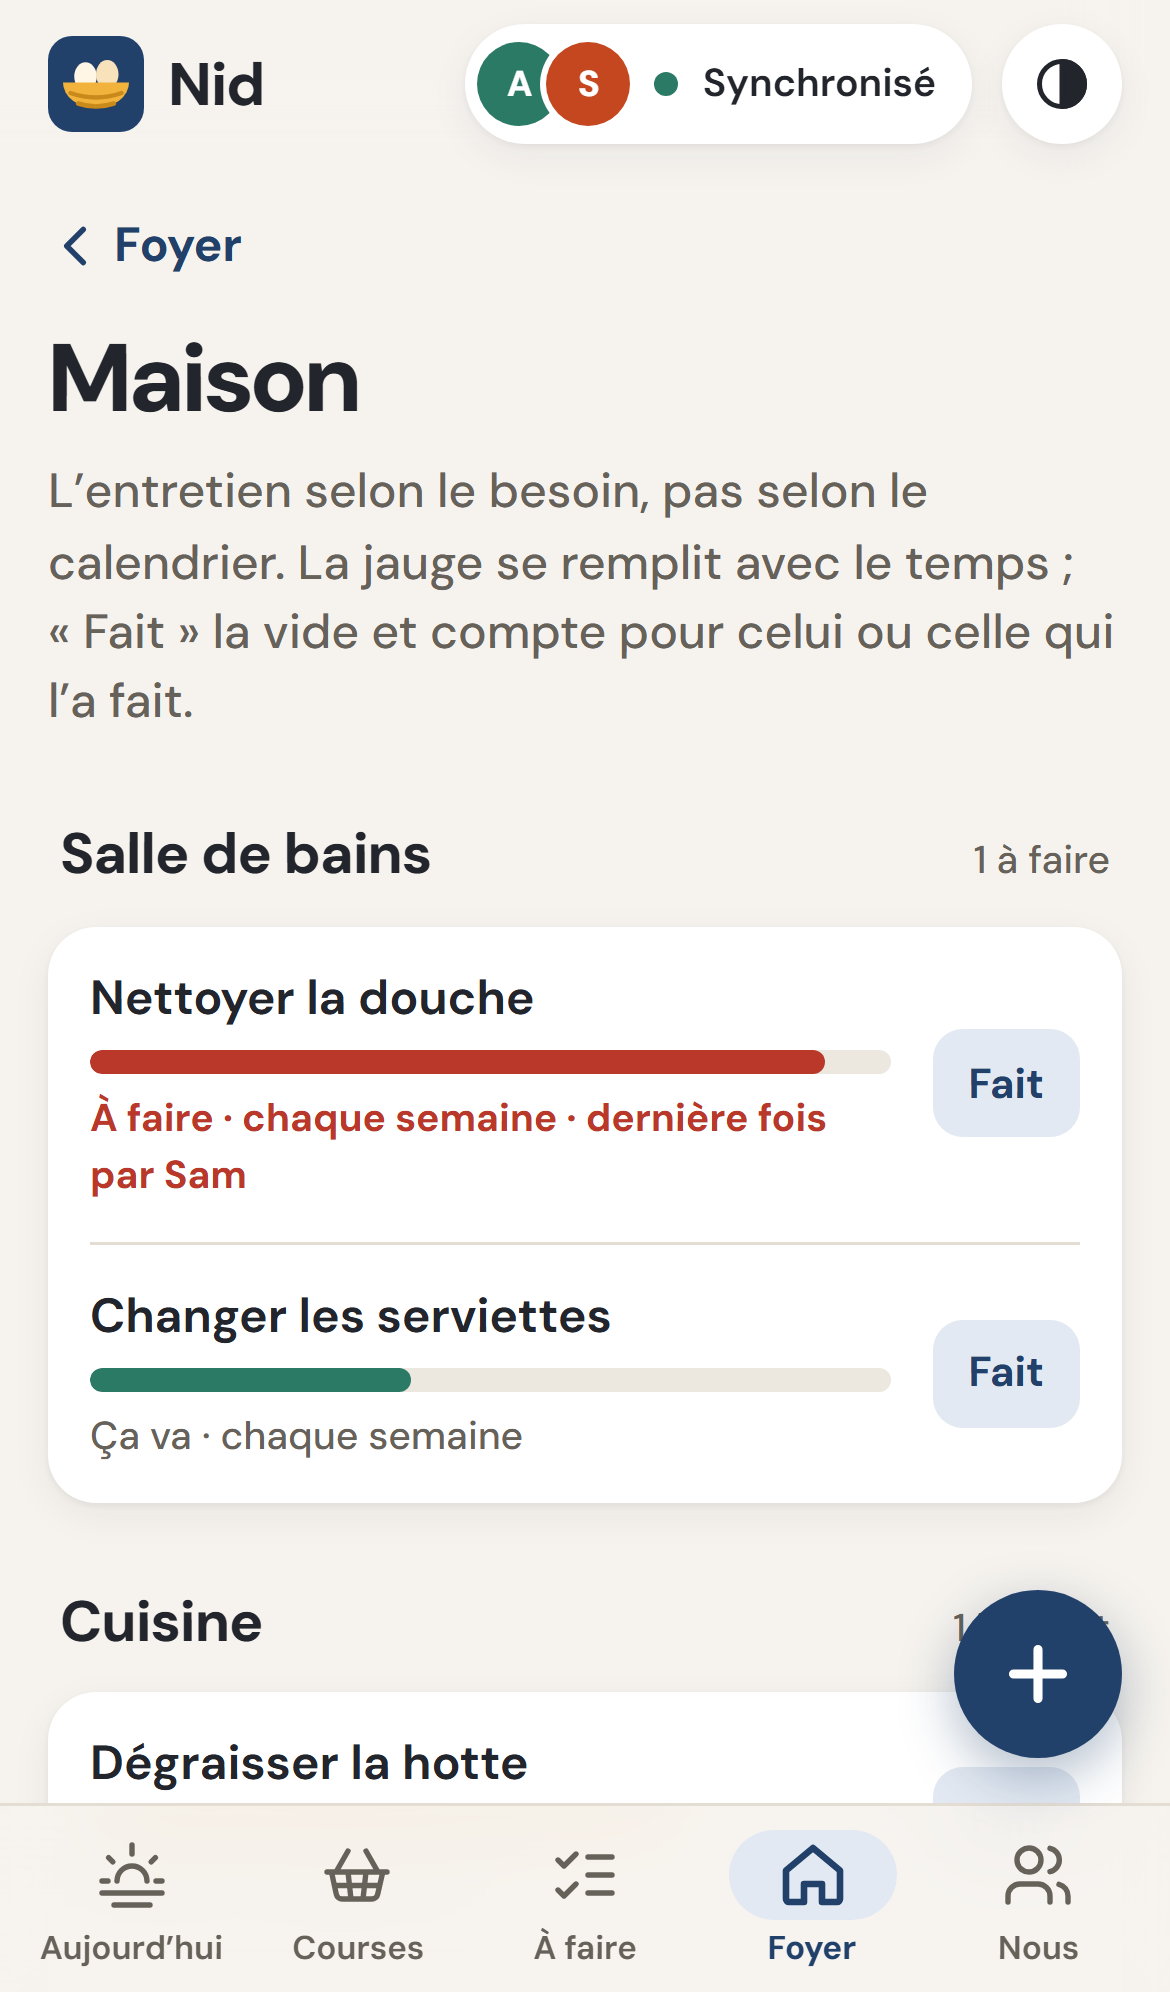 Nid
A
S
Synchronisé
Foyer
Maison
L’entretien selon le besoin, pas selon le
calendrier. La jauge se remplit avec le temps ;
« Fait » la vide et compte pour celui ou celle qui
l’a fait.
Salle de bains
1 à faire
Nettoyer la douche
À faire · chaque semaine · dernière fois
par Sam
Fait
Changer les serviettes
Ça va · chaque semaine
Fait
Cuisine
1
Dégraisser la hotte
Aujourd’hui
Courses
À faire
Foyer
Nous